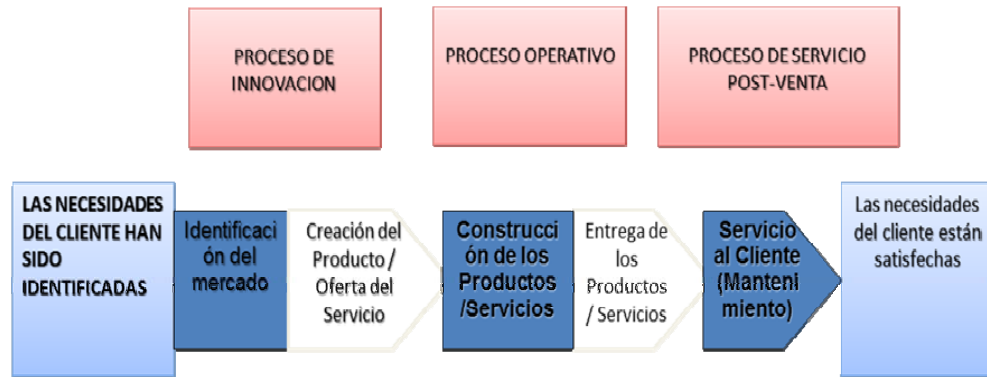 PROCESO DE
INNOVACION
PROCESO OPERATIVO
PROCESO DE SERVICIO
POST-VENTA
LAS NECESIDADES
DEL CLIENTE HAN
SIDO
IDENTIFICADAS
Identificaci
ón del
mercado
Creación del
Producto /
Oferta del
Servicio
Construcci
ón de los
Productos
/Servicios
Entrega de
los
Productos
/ Servicios
Servicio
al Cliente
(Manteni
miento)
Las necesidades
del cliente están
satisfechas